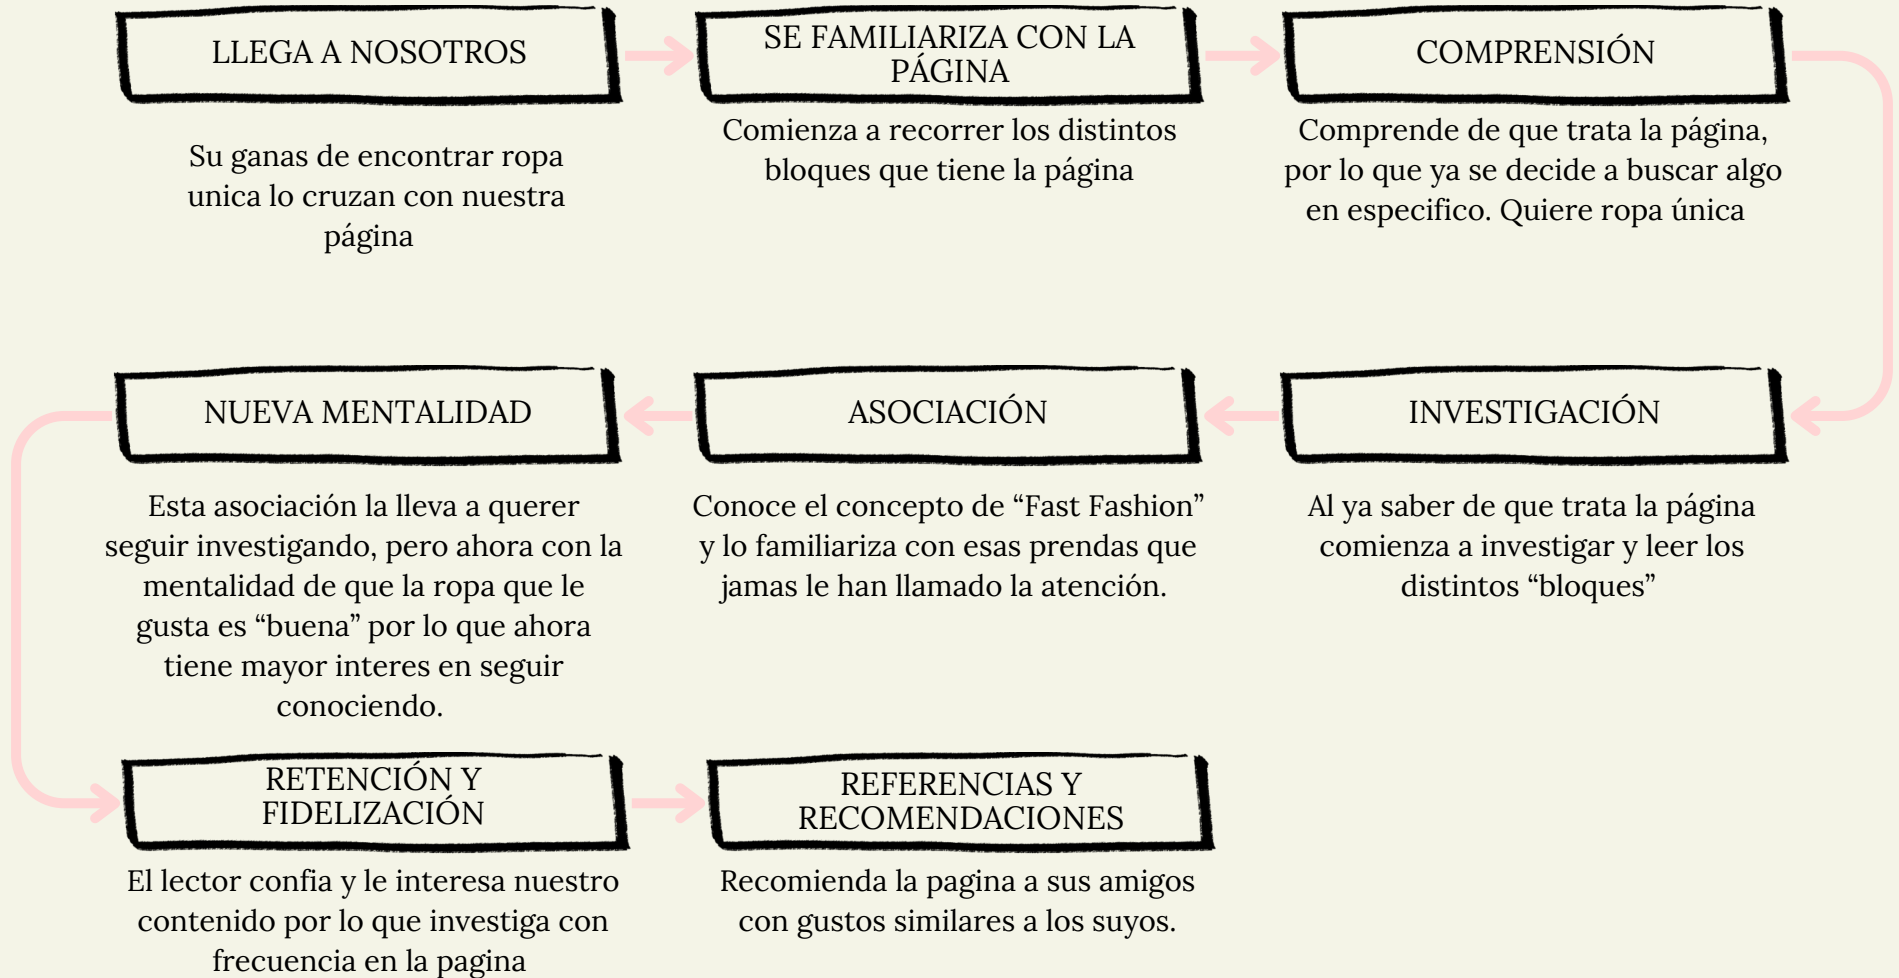 LLEGA A NOSOTROS
Su ganas de encontrar ropa
unica lo cruzan con nuestra
página
SE FAMILIARIZA CON LA
PÁGINA
Comienza a recorrer los distintos
bloques que tiene la página
COMPRENSIÓN
Comprende de que trata la página,
por lo que ya se decide a buscar algo
en especifico. Quiere ropa única
INVESTIGACIÓN
Al ya saber de que trata la página
comienza a investigar y leer los
distintos “bloques”
ASOCIACIÓN
Conoce el concepto de “Fast Fashion”
y lo familiariza con esas prendas que
jamas le han llamado la atención.
NUEVA MENTALIDAD
Esta asociación la lleva a querer
seguir investigando, pero ahora con la
mentalidad de que la ropa que le
gusta es “buena” por lo que ahora
tiene mayor interes en seguir
conociendo.
RETENCIÓN Y
FIDELIZACIÓN
El lector confia y le interesa nuestro
contenido por lo que investiga con
frecuencia en la pagina
REFERENCIAS Y
RECOMENDACIONES
Recomienda la pagina a sus amigos
con gustos similares a los suyos.